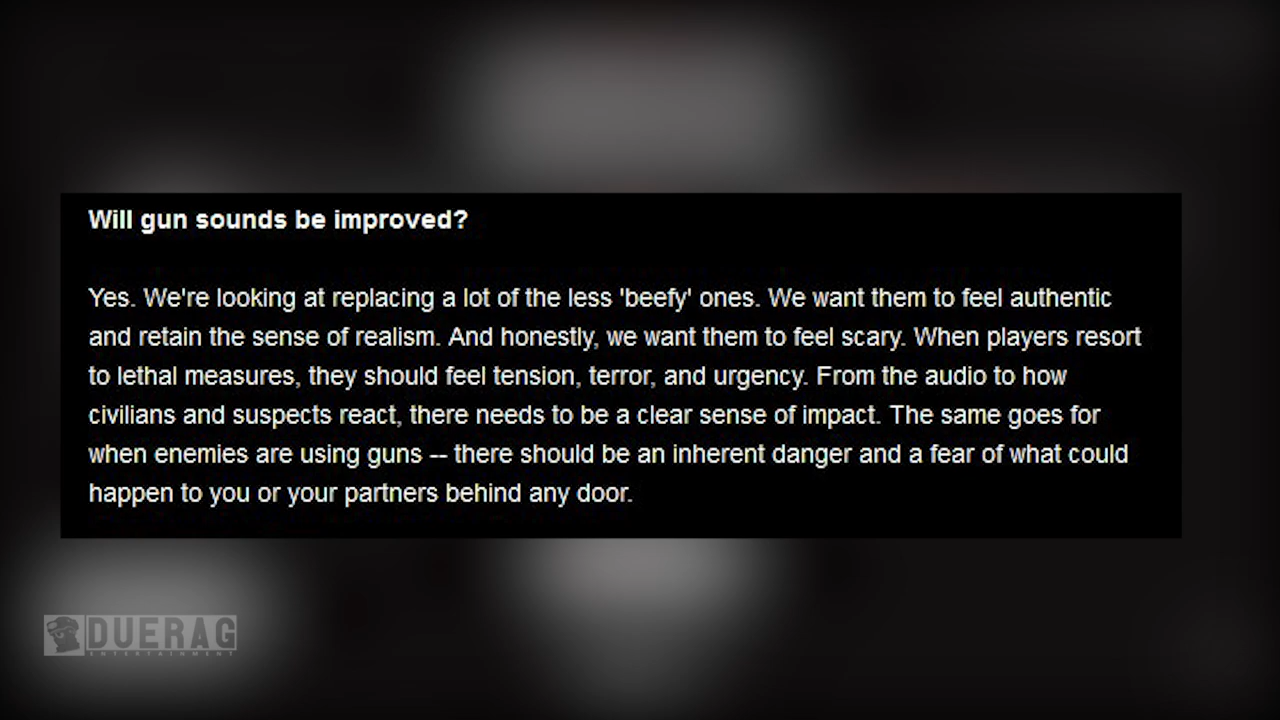 Will gun sounds be improved?
Yes. We're looking at replacing a lot of the less 'beefy' ones. We want them to feel authentic
and retain the sense of realism. And honestly, we want them to feel scary. When players resort
to lethal measures, they should feel tension, terror, and urgency. From the audio to how
civilians and suspects react, there needs to be a clear sense of impact. The same goes for
when enemies are using guns -- there should be an inherent danger and a fear of what could
happen to you or your partners behind any door.
DUERAG
ENTERTAINMENT